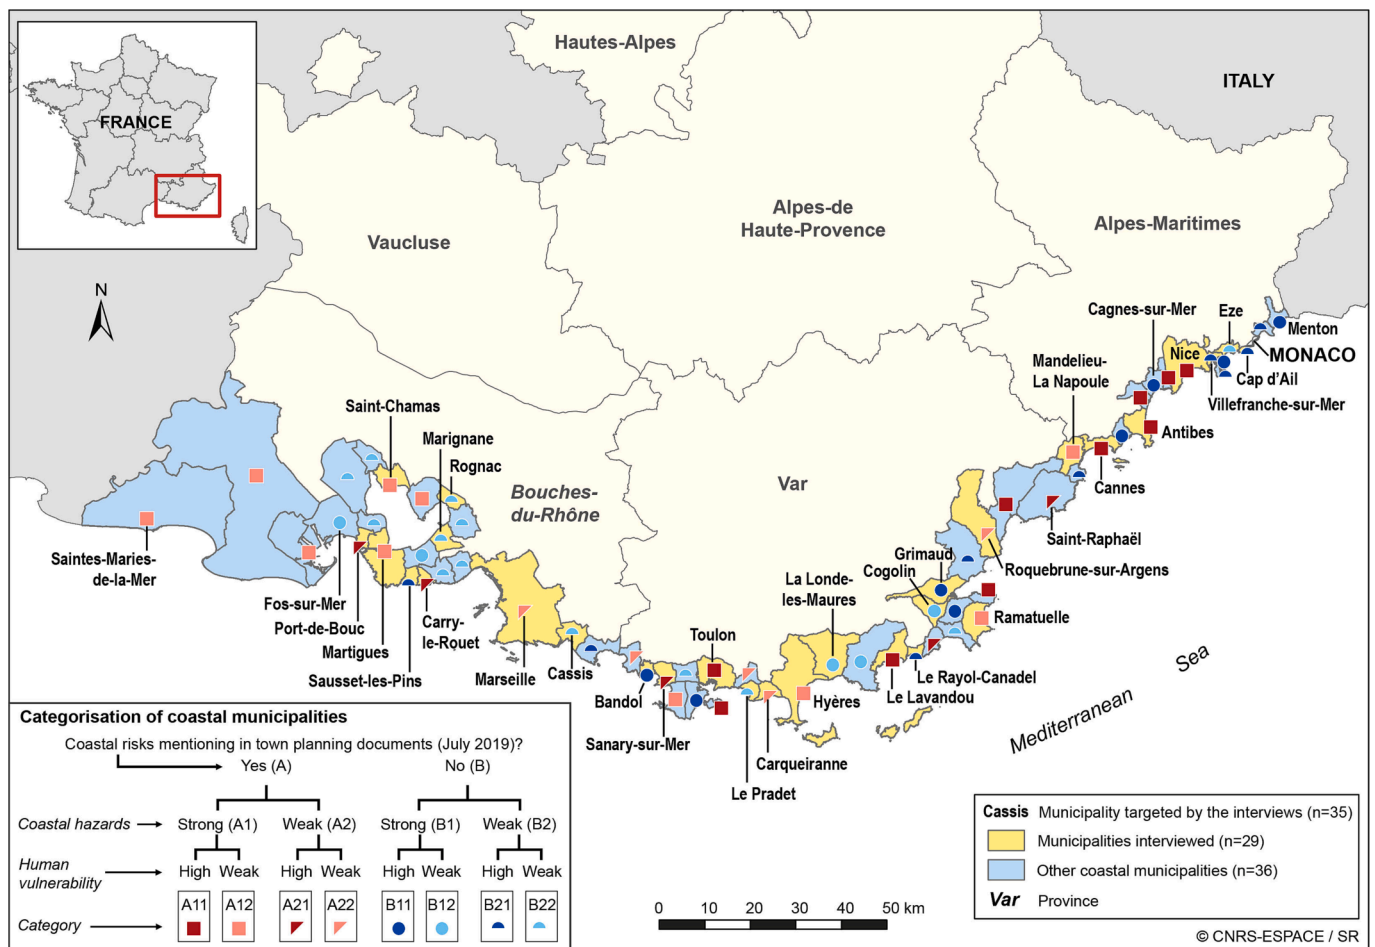 FRANCE
Hautes-Alpes
ITALY
Vaucluse
Alpes-de
Haute-Provence
Alpes-Maritimes
N
Cagnes-sur-Mer
Eze
Menton
MONACO
Nice
Cap d'Ail
Villefranche-sur-Mer
Mandelieu-
La Napoule
Antibes
Cannes
Saint-Chamas
Marignane
Rognac
Bouches-
du-Rhône
Var
Saint-Raphaël
Saintes-Maries-
de-la-Mer
Roquebrune-sur-Argens
Grimaud
Cogolin
La Londe-
les-Maures
Ramatuelle
Fos-sur-Mer
Port-de-Bouc
Martigues
Sausset-les-Pins
Carry-
le-Rouet
Marseille
Cassis
Toulon
Bandol
Sanary-sur-Mer
Le Pradet
Carqueiranne
Hyères
Le Rayol-Canadel
Le Lavandou
Mediterranean Sea
Categorisation of coastal municipalities
Coastal risks mentioning in town planning documents (July 2019)?
Yes (A) No (B)
Coastal hazards Strong (A1) Weak (A2) Strong (B1) Weak (B2)
Human
vulnerability High Weak High Weak High Weak High Weak
Category A11 A12 A21 A22 B11 B12 B21 B22
0 10 20 30 40 50 km
Cassis Municipality targeted by the interviews (n=35)
Municipalities interviewed (n=29)
Other coastal municipalities (n=36)
Var Province
© CNRS-ESPACE / SR